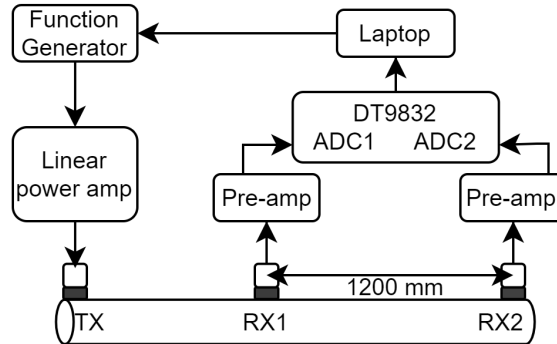 Function
Generator
Laptop
DT9832
ADC1 ADC2
Linear
power amp
Pre-amp
Pre-amp
1200 mm
TX
RX1
RX2